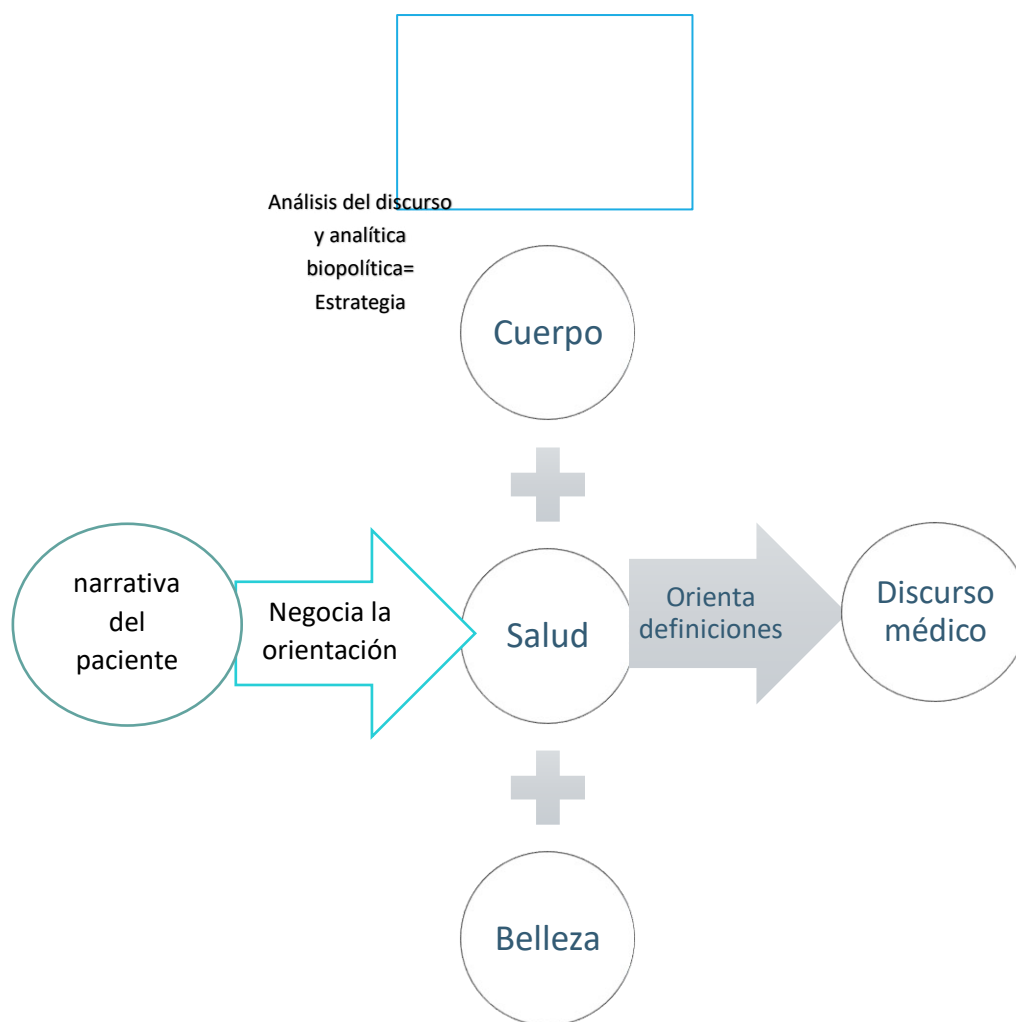 Análisis del discurso
y analítica
biopolítica=
Estrategia
Cuerpo
narrativa
del
paciente
Negocia la
orientación
Salud
Orienta
definiciones
Discurso
médico
Belleza